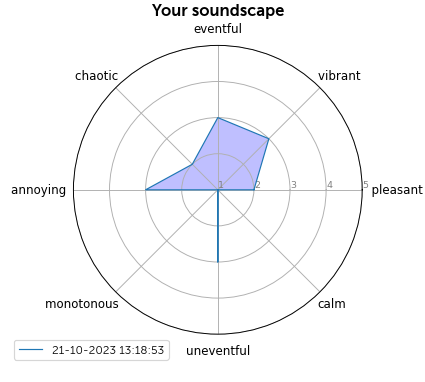 Your soundscape
eventful
chaotic
vibrant
annoying
1 2 3 4 5
pleasant
monotonous
calm
uneventful
21-10-2023 13:18:53